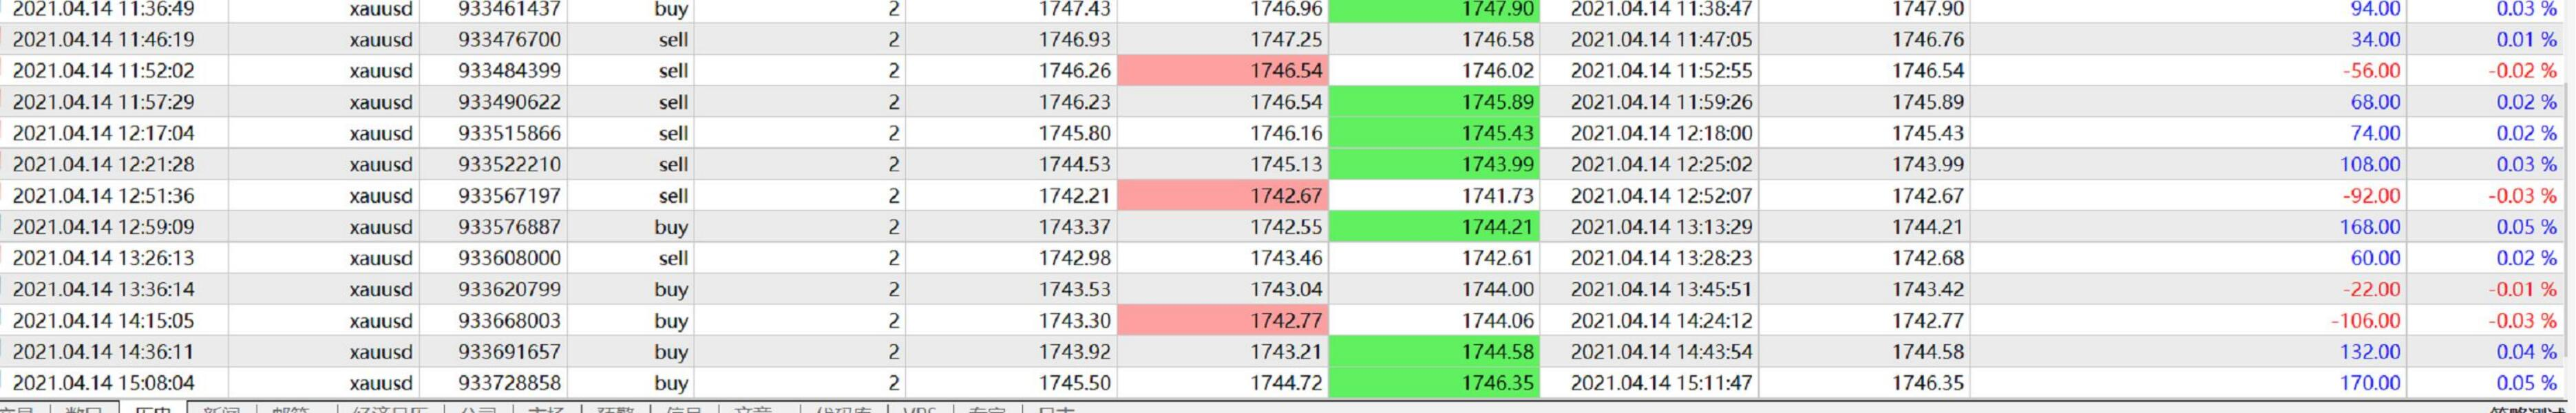 2021.04.14 11:36:49 xauusd 933461437 buy 2 1747.43 1746.96 1747.90 2021.04.14 11:38:47 1747.90 94.00 0.03 %
2021.04.14 11:46:19 xauusd 933476700 sell 2 1746.93 1747.25 1746.58 2021.04.14 11:47:05 1746.76 34.00 0.01 %
2021.04.14 11:52:02 xauusd 933484399 sell 2 1746.26 1746.54 1746.02 2021.04.14 11:52:55 1746.54 -56.00 -0.02 %
2021.04.14 11:57:29 xauusd 933490622 sell 2 1746.23 1746.54 1745.89 2021.04.14 11:59:26 1745.89 68.00 0.02 %
2021.04.14 12:17:04 xauusd 933515866 sell 2 1745.80 1746.16 1745.43 2021.04.14 12:18:00 1745.43 74.00 0.02 %
2021.04.14 12:21:28 xauusd 933522210 sell 2 1744.53 1745.13 1743.99 2021.04.14 12:25:02 1743.99 108.00 0.03 %
2021.04.14 12:51:36 xauusd 933567197 sell 2 1742.21 1742.67 1741.73 2021.04.14 12:52:07 1742.67 -92.00 -0.03 %
2021.04.14 12:59:09 xauusd 933576887 buy 2 1743.37 1742.55 1744.21 2021.04.14 13:13:29 1744.21 168.00 0.05 %
2021.04.14 13:26:13 xauusd 933608000 sell 2 1742.98 1743.46 1742.61 2021.04.14 13:28:23 1742.68 60.00 0.02 %
2021.04.14 13:36:14 xauusd 933620799 buy 2 1743.53 1743.04 1744.00 2021.04.14 13:45:51 1743.42 -22.00 -0.01 %
2021.04.14 14:15:05 xauusd 933668003 buy 2 1743.30 1742.77 1744.06 2021.04.14 14:24:12 1742.77 -106.00 -0.03 %
2021.04.14 14:36:11 xauusd 933691657 buy 2 1743.92 1743.21 1744.58 2021.04.14 14:43:54 1744.58 132.00 0.04 %
2021.04.14 15:08:04 xauusd 933728858 buy 2 1745.50 1744.72 1746.35 2021.04.14 15:11:47 1746.35 170.00 0.05 %